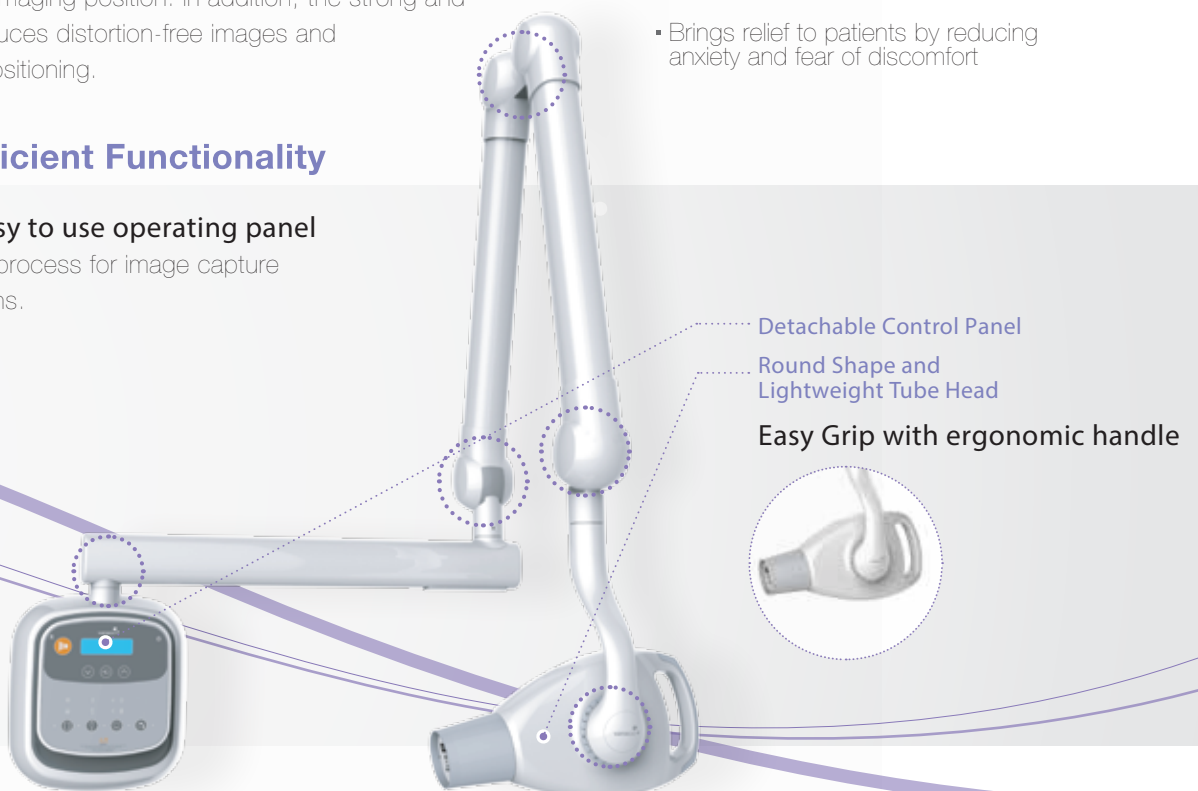 maging position. In addition, the strong and
uces distortion-free images and
ositioning.
Brings relief to patients by reducing
anxiety and fear of discomfort
icient Functionality
sy to use operating panel
process for image capture
ns.
Detachable Control Panel
Round Shape and
Lightweight Tube Head
Easy Grip with ergonomic handle